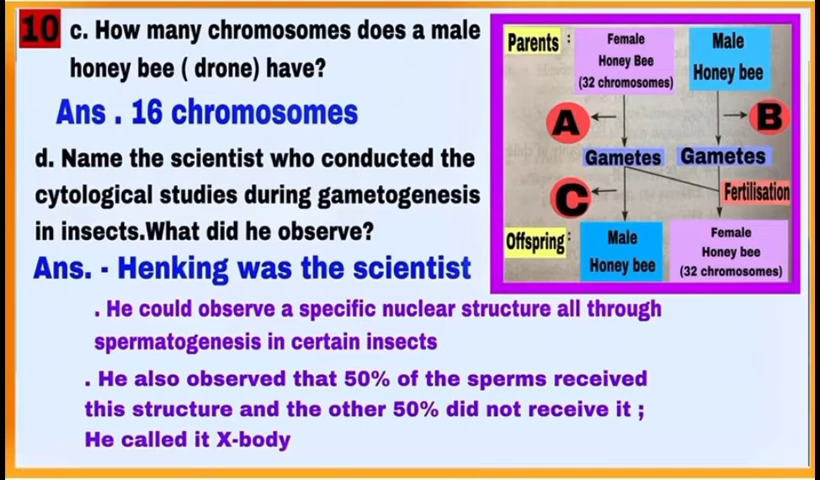 10 c. How many chromosomes does a male
honey bee ( drone) have?
Ans . 16 chromosomes
d. Name the scientist who conducted the
cytological studies during gametogenesis
in insects.What did he observe?
Ans. - Henking was the scientist
. He could observe a specific nuclear structure all through
spermatogenesis in certain insects
. He also observed that 50% of the sperms received
this structure and the other 50% did not receive it ;
He called it X-body
Parents :
Female
Honey Bee
(32 chromosomes)
Male
Honey bee
A
B
Gametes
Gametes
C
Fertilisation
Offspring :
Male
Honey bee
Female
Honey bee
(32 chromosomes)